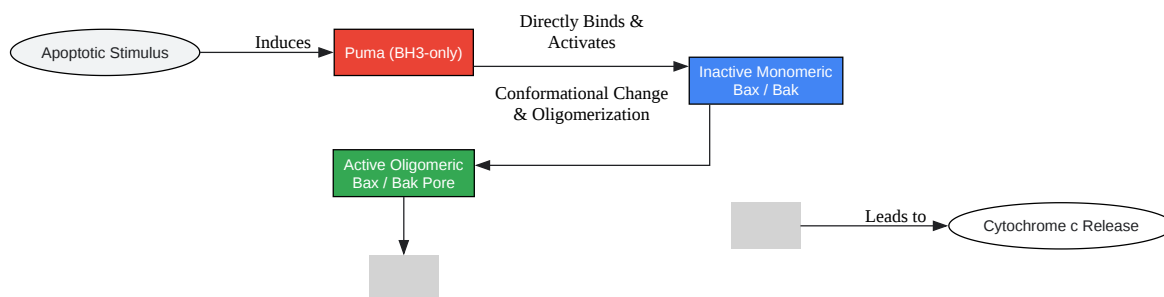 Apoptotic Stimulus
Induces
Puma (BH3-only)
Directly Binds &
Activates
Inactive Monomeric
Bax / Bak
Conformational Change
& Oligomerization
Active Oligomeric
Bax / Bak Pore
Leads to
Cytochrome c Release